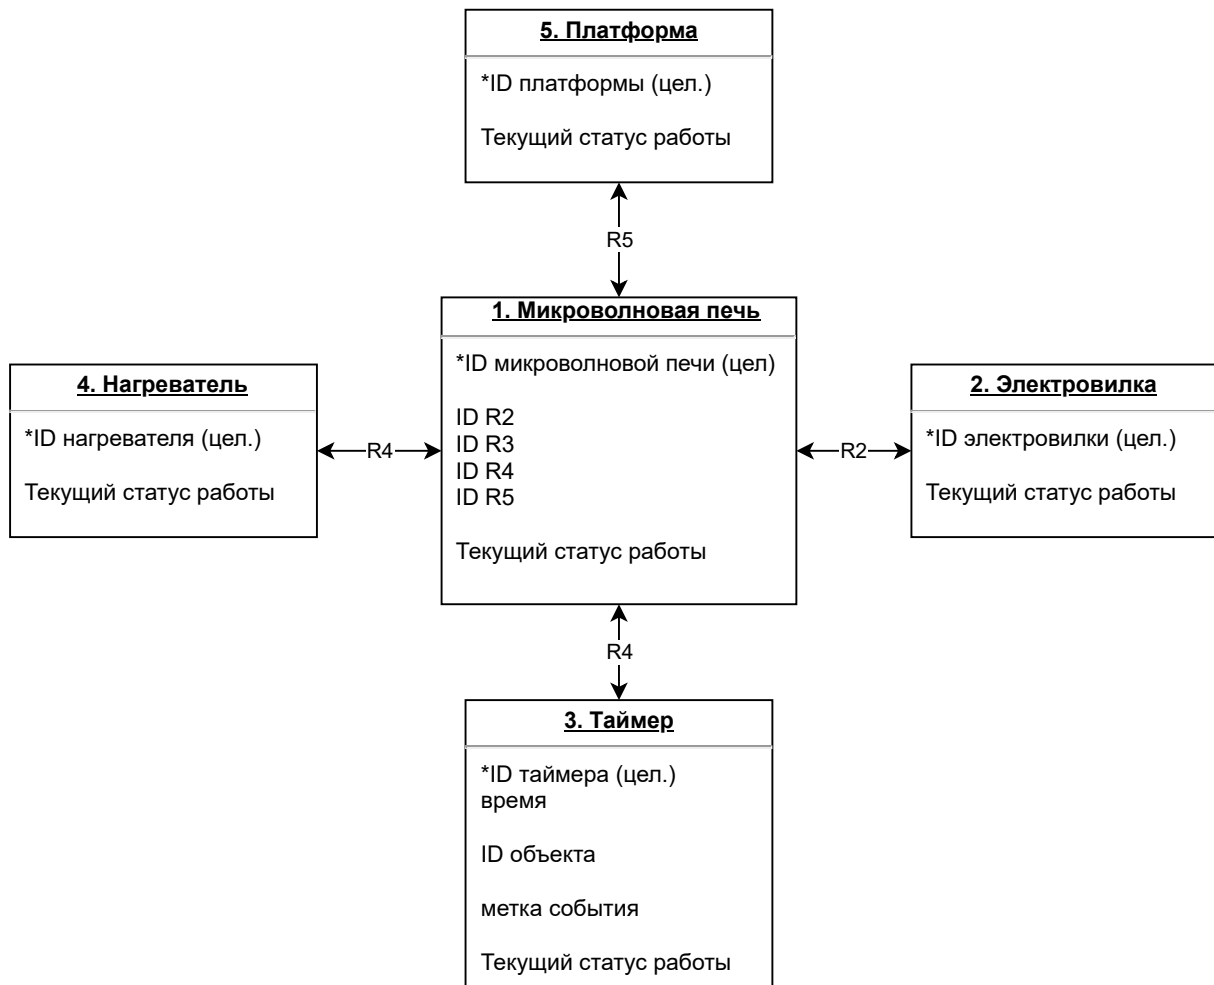 5. Платформа
*ID платформы (цел.)
Текущий статус работы
R5
1. Микроволновая печь
*ID микроволновой печи (цел)
ID R2
ID R3
ID R4
ID R5
Текущий статус работы
4. Нагреватель
*ID нагревателя (цел.)
Текущий статус работы
R4
R2
2. Электровилка
*ID электровилки (цел.)
Текущий статус работы
R4
3. Таймер
*ID таймера (цел.)
время
ID объекта
метка события
Текущий статус работы